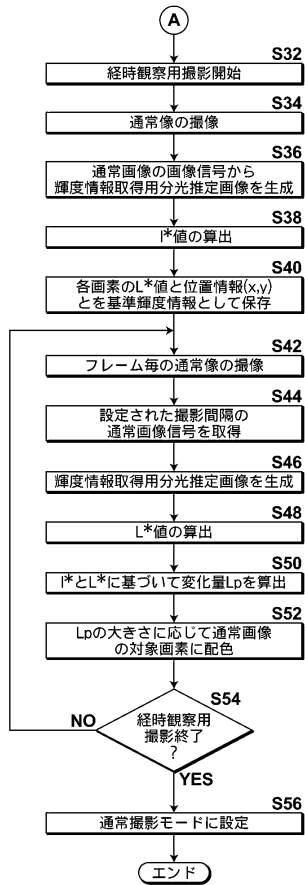 A
S32
経時観察用撮影開始
S34
通常像の撮像
S36
通常画像の画像信号から
輝度情報取得用分光推定画像を生成
S38
l*値の算出
S40
各画素のL*値と位置情報(x,y)
とを基準輝度情報として保存
S42
フレーム毎の通常像の撮像
S44
設定された撮影間隔の
通常画像信号を取得
S46
輝度情報取得用分光推定画像を生成
S48
L*値の算出
S50
l*とL*に基づいて変化量Lpを算出
S52
Lpの大きさに応じて通常画像
の対象画素に配色
S54
NO
経時観察用
撮影終了
?
YES
S56
通常撮影モードに設定
エンド